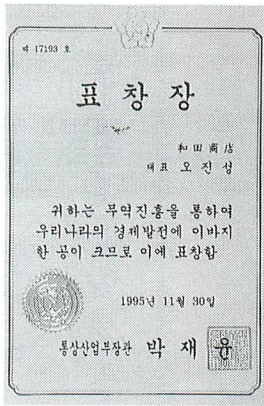 제 17193 호
표 창 장
和田商店
대표 오진성
귀하는 무역진흥을 통하여
우리나라의 경제발전에 이바지
한 공이 크므로 이에 표창함
1995년 11월 30일
통상산업부장관 박 재 윤